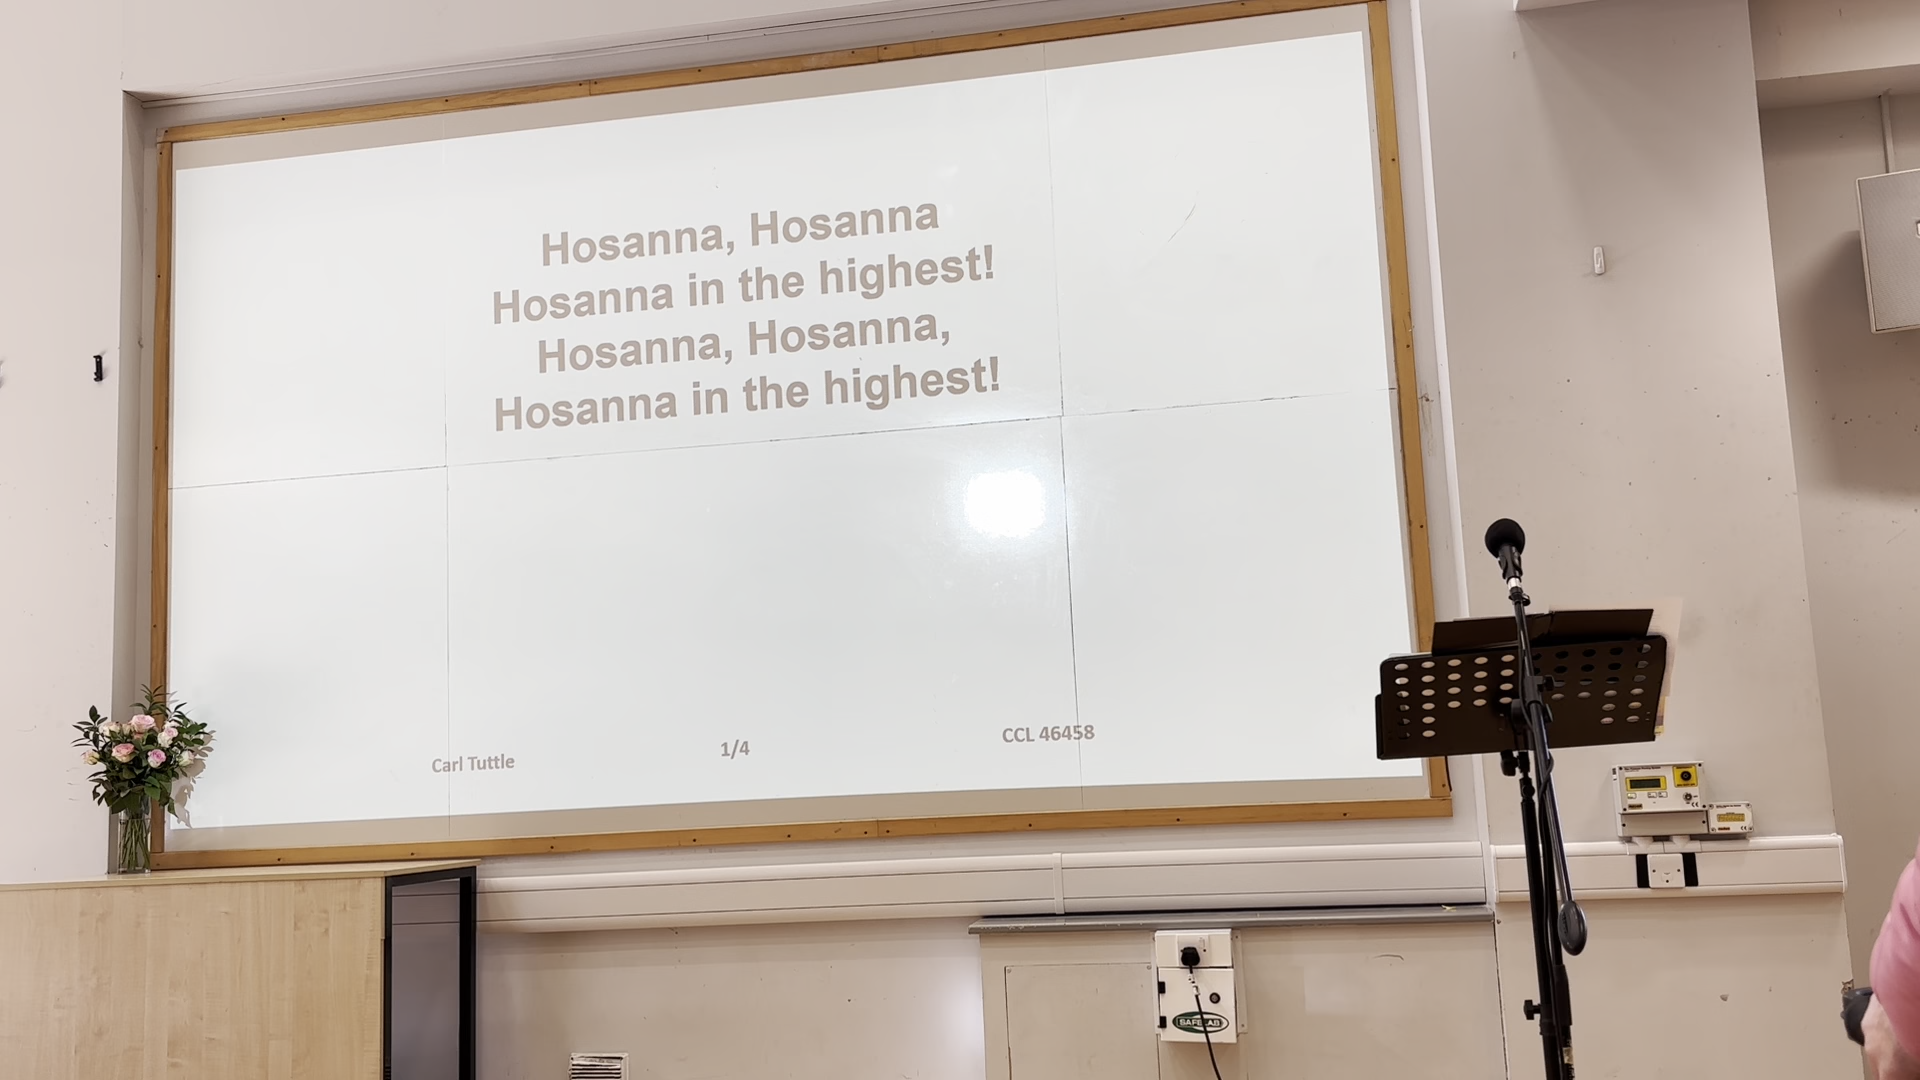 Hosanna, Hosanna
Hosanna in the highest!
Hosanna, Hosanna,
Hosanna in the highest!
Carl Tuttle
1/4
CCL 46458
SAFELAB